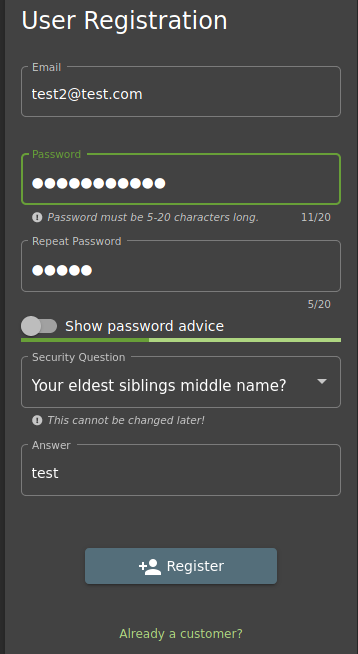 User Registration
Email
test2@test.com
Password
●●●●●●●●●●●
Password must be 5-20 characters long. 11/20
Repeat Password
●●●●●
5/20
Show password advice
Security Question
Your eldest siblings middle name?
This cannot be changed later!
Answer
test
Register
Already a customer?